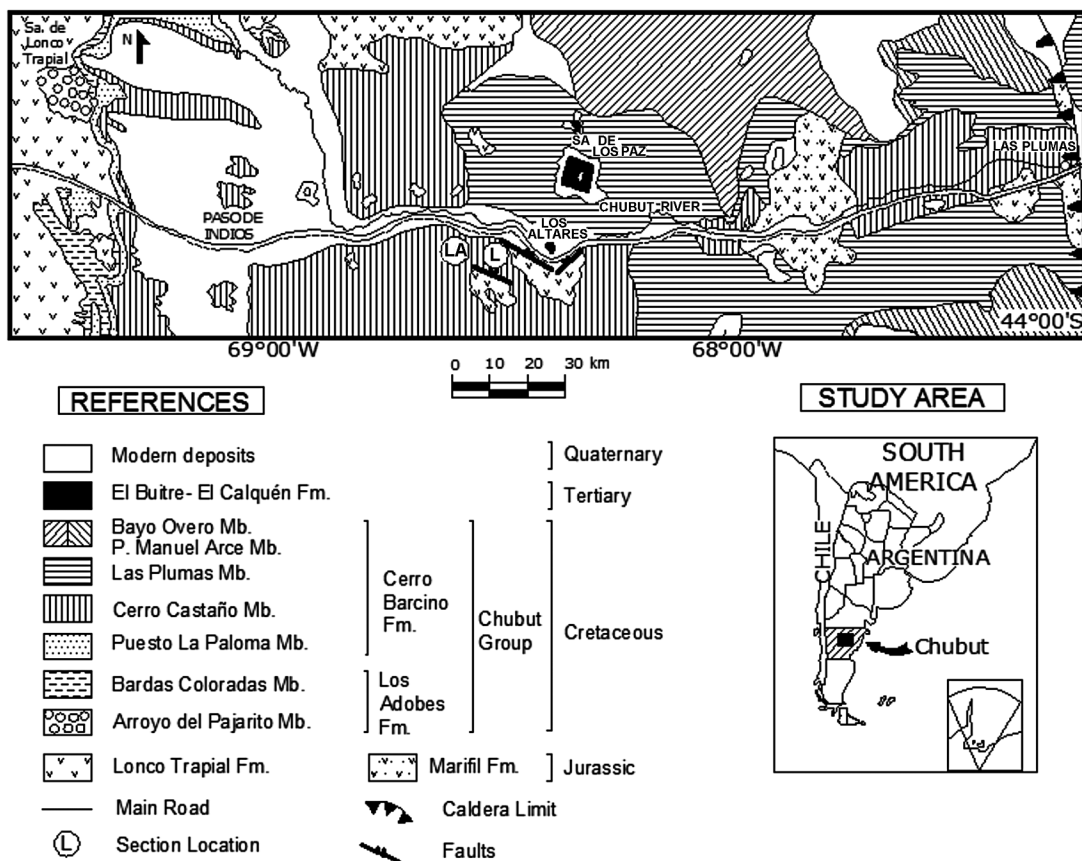 Sa. de
Lonco
Trapial
N
SA DE
LOS PAZ
LAS PLUMAS
CHUBUT RIVER
PASO DE
INDIOS
LOS
ALTARES
LA
L
44°00'S
69°00'W
68°00'W
0 10 20 30 km
REFERENCES
Modern deposits
Quaternary
El Buitre- El Calquén Fm.
Tertiary
Bayo Overo Mb.
P. Manuel Arce Mb.
Las Plumas Mb.
Cerro Castaño Mb.
Puesto La Paloma Mb.
Cerro
Barcino
Fm.
Bardas Coloradas Mb.
Arroyo del Pajarito Mb.
Los
Adobes
Fm.
Chubut
Group
Cretaceous
Lonco Trapial Fm.
Marifil Fm.
Jurassic
Main Road
Caldera Limit
L
Section Location
Faults
STUDY AREA
SOUTH
AMERICA
CHILE
ARGENTINA
Chubut